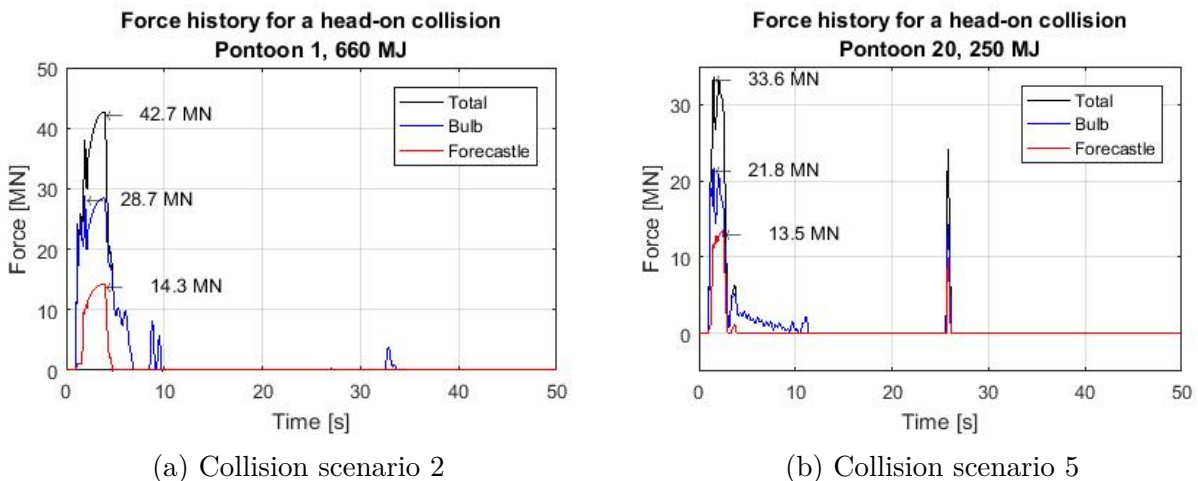 Force history for a head-on collision
Pontoon 1, 660 MJ
50
40
30
20
10
0
Force [MN]
42.7 MN
28.7 MN
14.3 MN
Total
Bulb
Forecastle
0 10 20 30 40 50
Time [s]
(a) Collision scenario 2
Force history for a head-on collision
Pontoon 20, 250 MJ
30
20
10
0
Force [MN]
33.6 MN
21.8 MN
13.5 MN
Total
Bulb
Forecastle
0 10 20 30 40 50
Time [s]
(b) Collision scenario 5